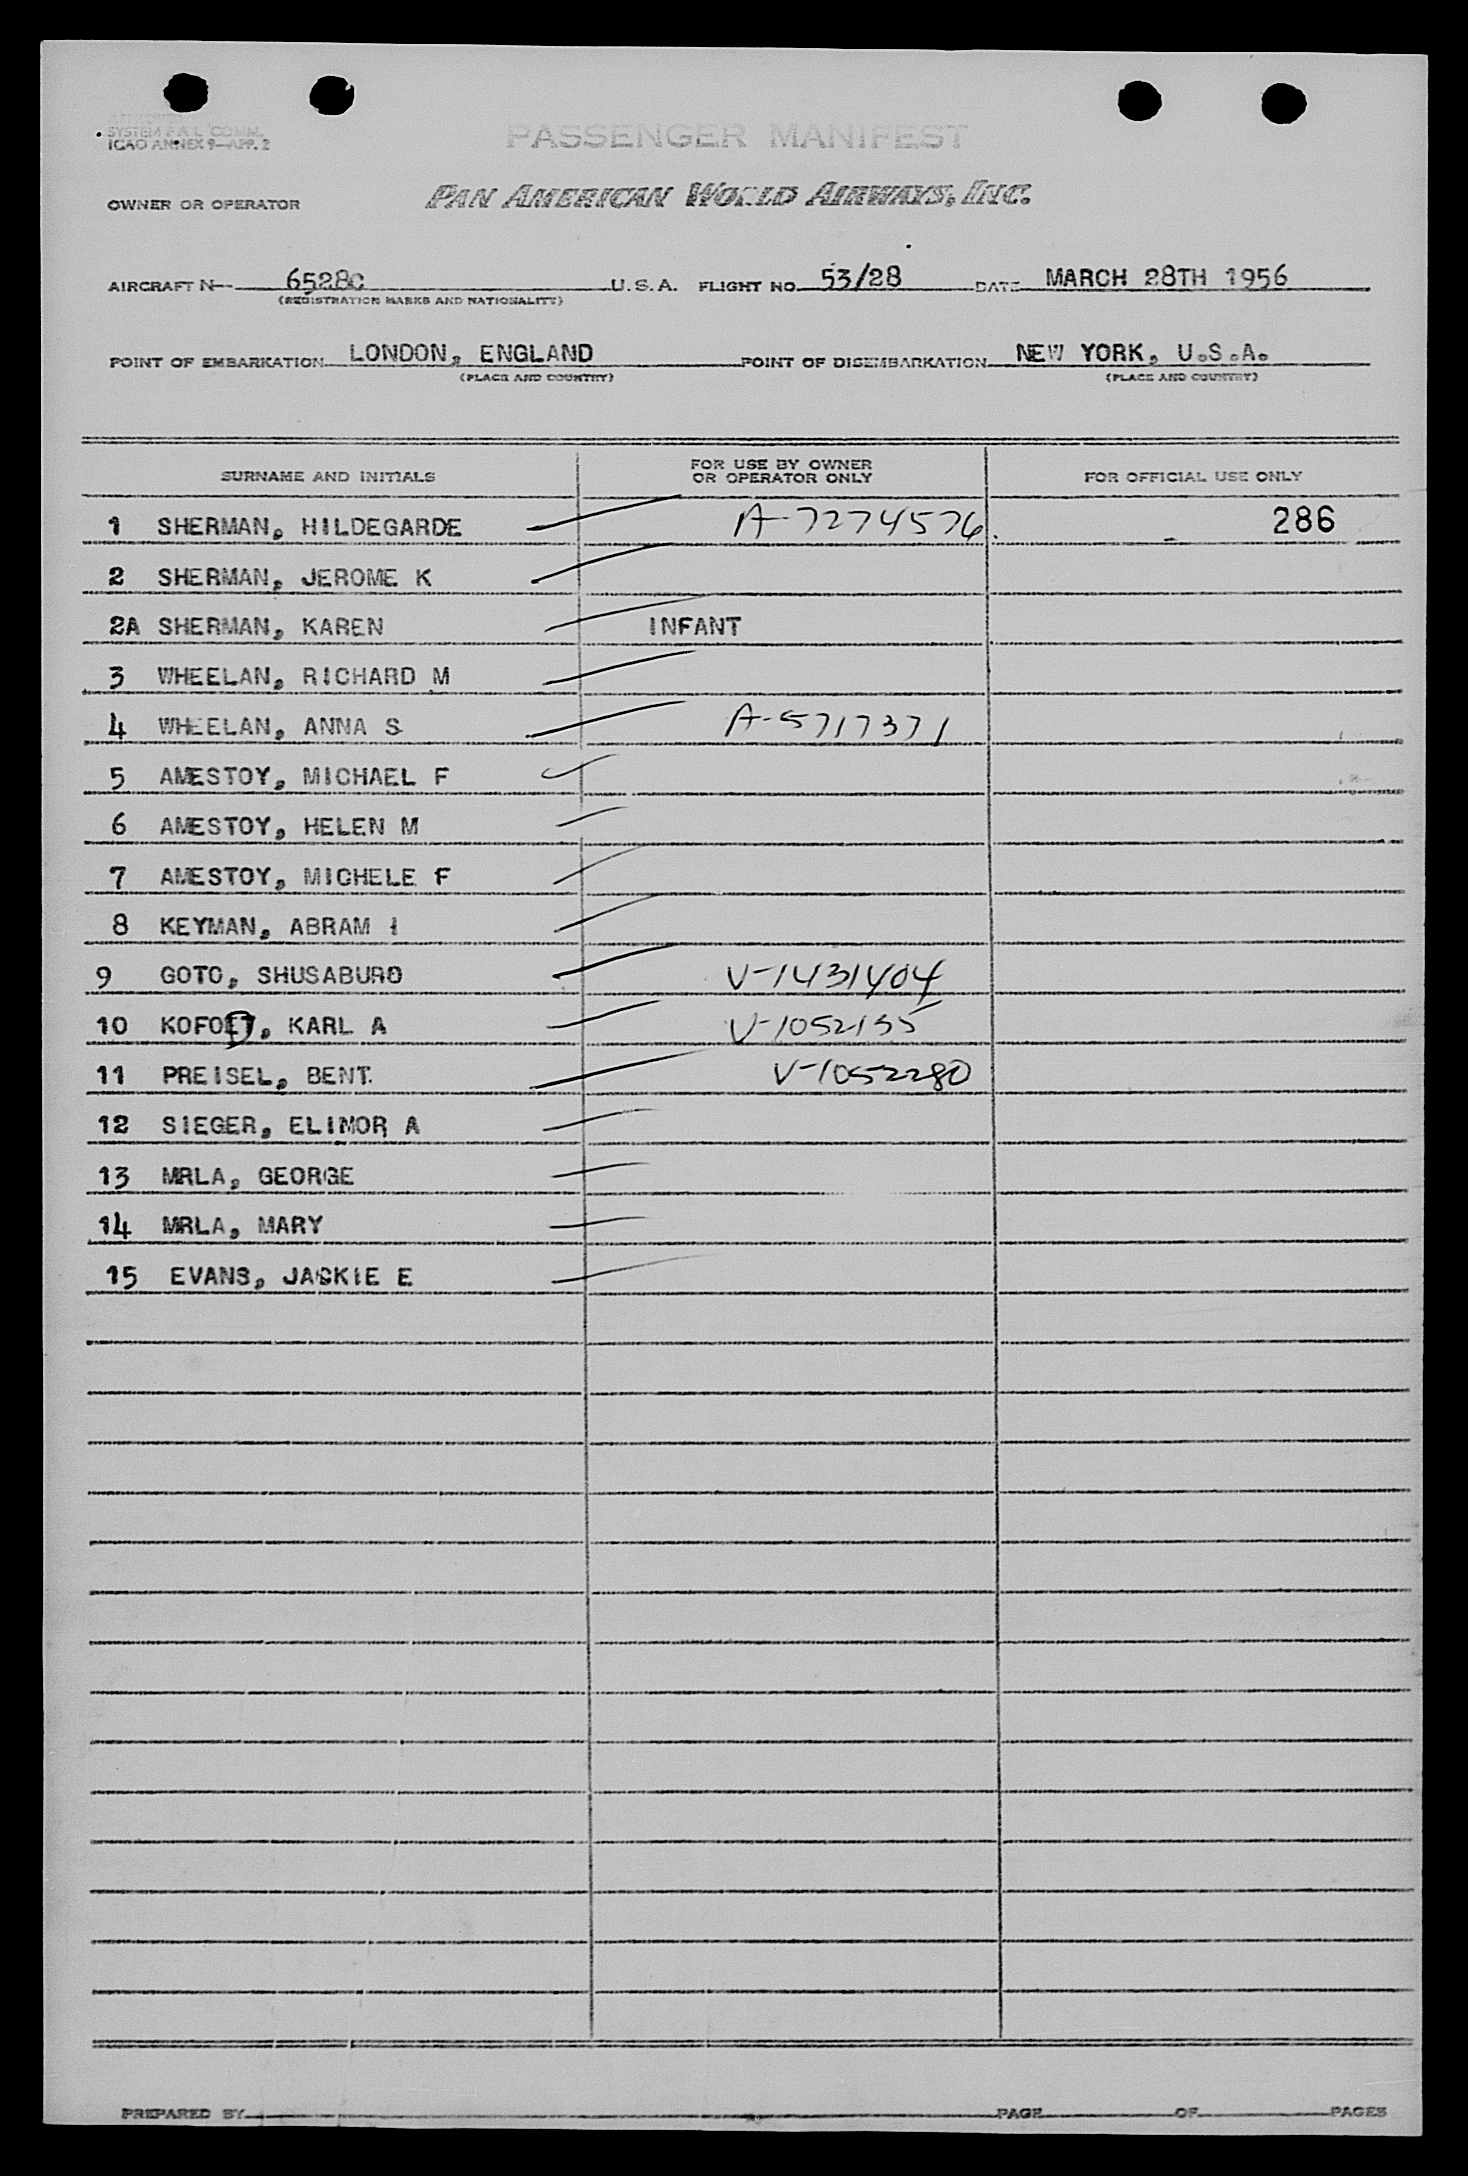 SYSTEM F.A.L. COMM.
ICAO ANNEX 9—APP. 2
PASSENGER MANIFEST
OWNER OR OPERATOR PAN AMERICAN WORLD AIRWAYS, INC.
AIRCRAFT N 6528C U.S.A. FLIGHT NO. 53/28 DATE MARCH 28TH 1956
(REGISTRATION MARKS AND NATIONALITY)
POINT OF EMBARKATION LONDON, ENGLAND POINT OF DISEMBARKATION NEW YORK, U.S.A.
(PLACE AND COUNTRY) (PLACE AND COUNTRY)
SURNAME AND INITIALS FOR USE BY OWNER OR OPERATOR ONLY FOR OFFICIAL USE ONLY
1 SHERMAN, HILDEGARDE A-7274576 286
2 SHERMAN, JEROME K
2A SHERMAN, KAREN INFANT
3 WHEELAN, RICHARD M
4 WHEELAN, ANNA S A-5717371
5 AMESTOY, MICHAEL F
6 AMESTOY, HELEN M
7 AMESTOY, MICHELE F
8 KEYMAN, ABRAM I
9 GOTO, SHUSABURO V-1431404
10 KARL A V-1052135
11 PREISEL, BENT. V-1052280
12 SIEGER, ELINOR A
13 MRLA, GEORGE
14 MRLA, MARY
15 EVANS, JACKIE E
PREPARED BY PAGE OF PAGES